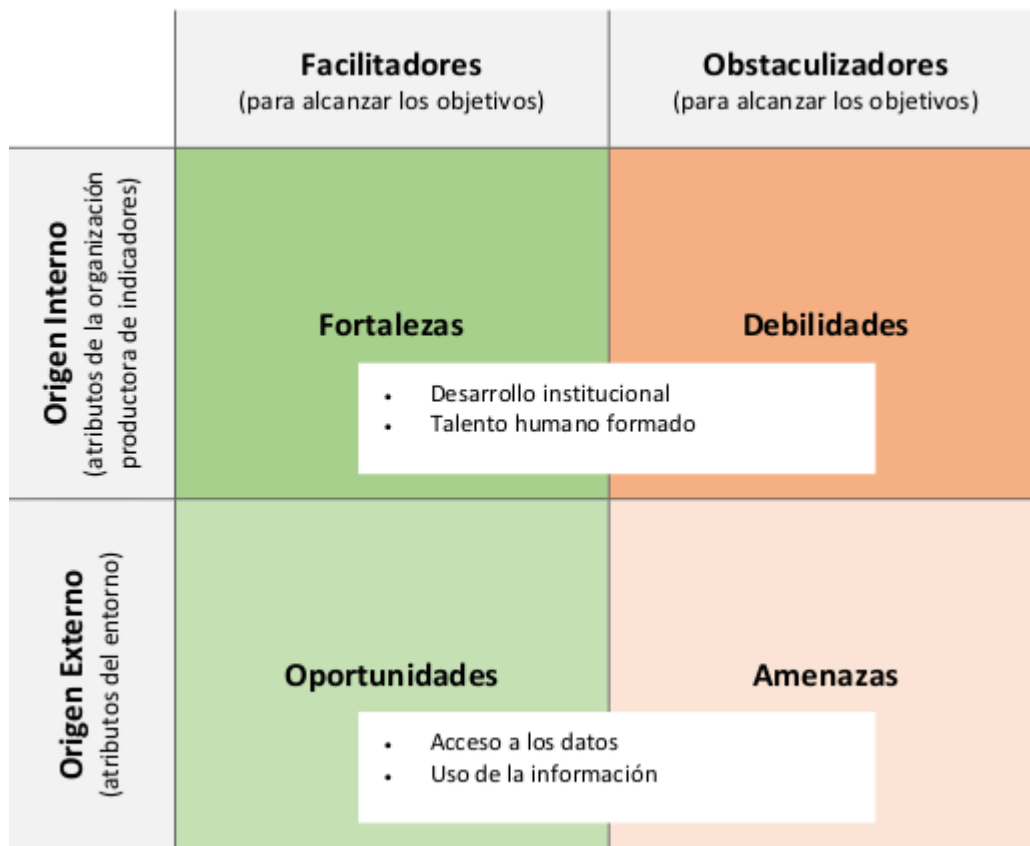 Facilitadores
(para alcanzar los objetivos)
Obstaculizadores
(para alcanzar los objetivos)
Origen Interno
(atributos de la organización
productora de indicadores)
Fortalezas
Debilidades
• Desarrollo institucional
• Talento humano formado
Origen Externo
(atributos del entorno)
Oportunidades
Amenazas
• Acceso a los datos
• Uso de la información